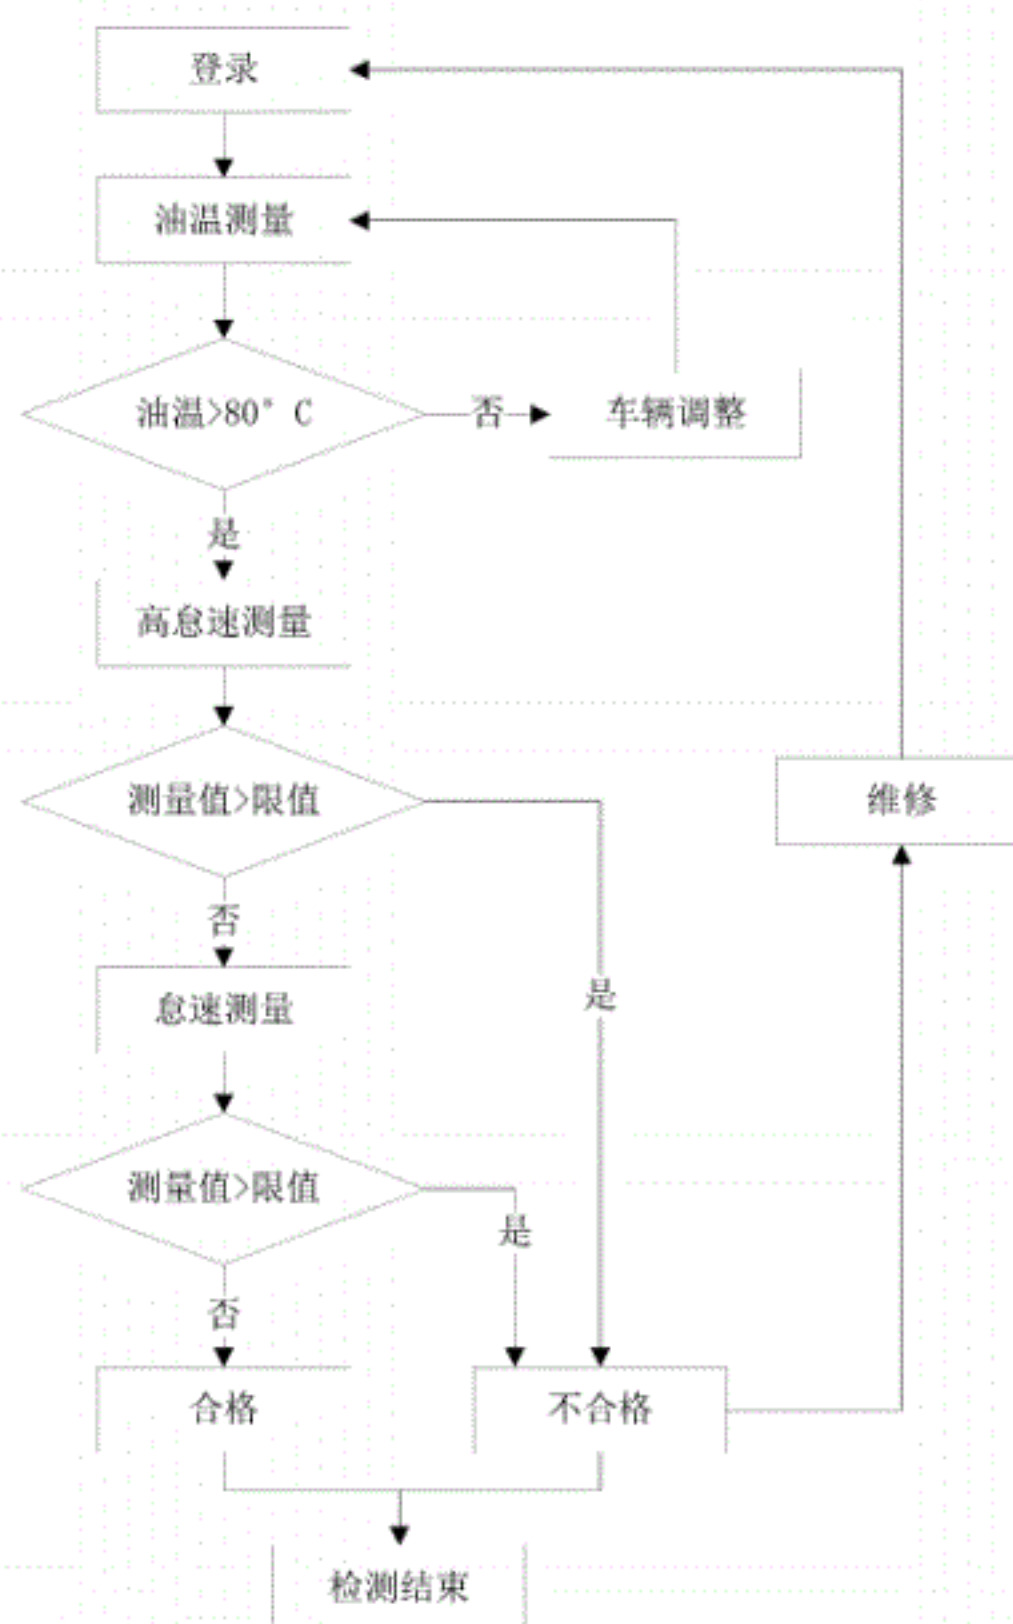 登录
油温测量
油温>80° C
否
车辆调整
是
高怠速测量
测量值>限值
维修
否
是
怠速测量
测量值>限值
是
否
合格
不合格
检测结束